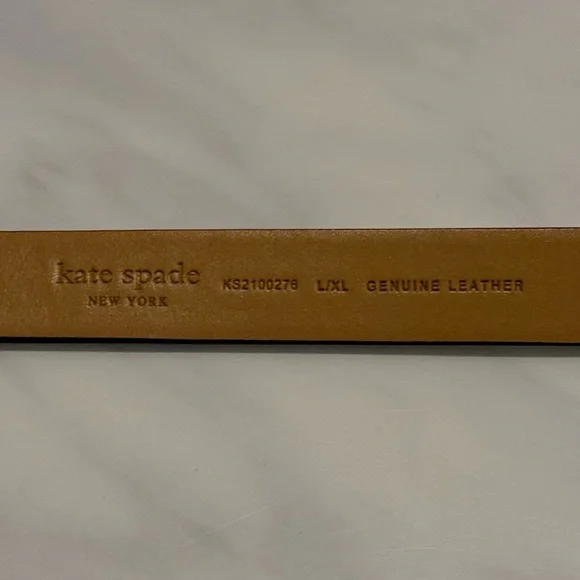 kate spade KS2100276 L/XL GENUINE LEATHER
NEW YORK